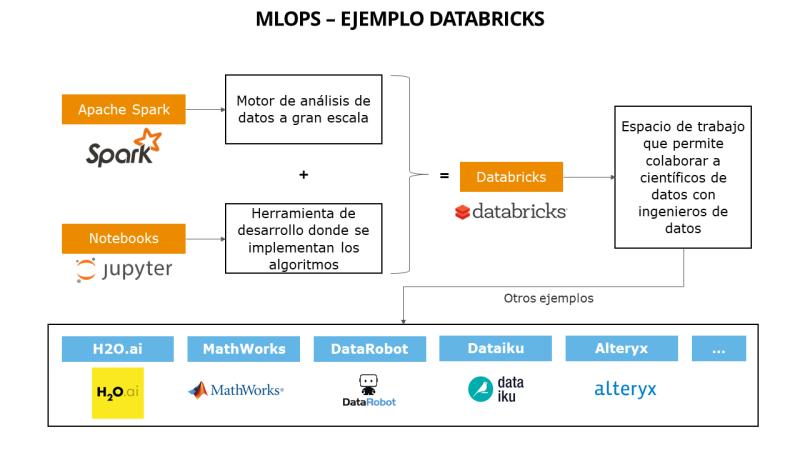 MLOPS – EJEMPLO DATABRICKS
Apache Spark
Spark
Motor de análisis de
datos a gran escala
+
Notebooks
jupyter
Herramienta de
desarrollo donde se
implementan los
algoritmos
=
Databricks
databricks
Espacio de trabajo
que permite
colaborar a
científicos de
datos con
ingenieros de
datos
Otros ejemplos
H2O.ai
H2O.ai
MathWorks
MathWorks®
DataRobot
DataRobot
Dataiku
data
iku
Alteryx
alteryx
...